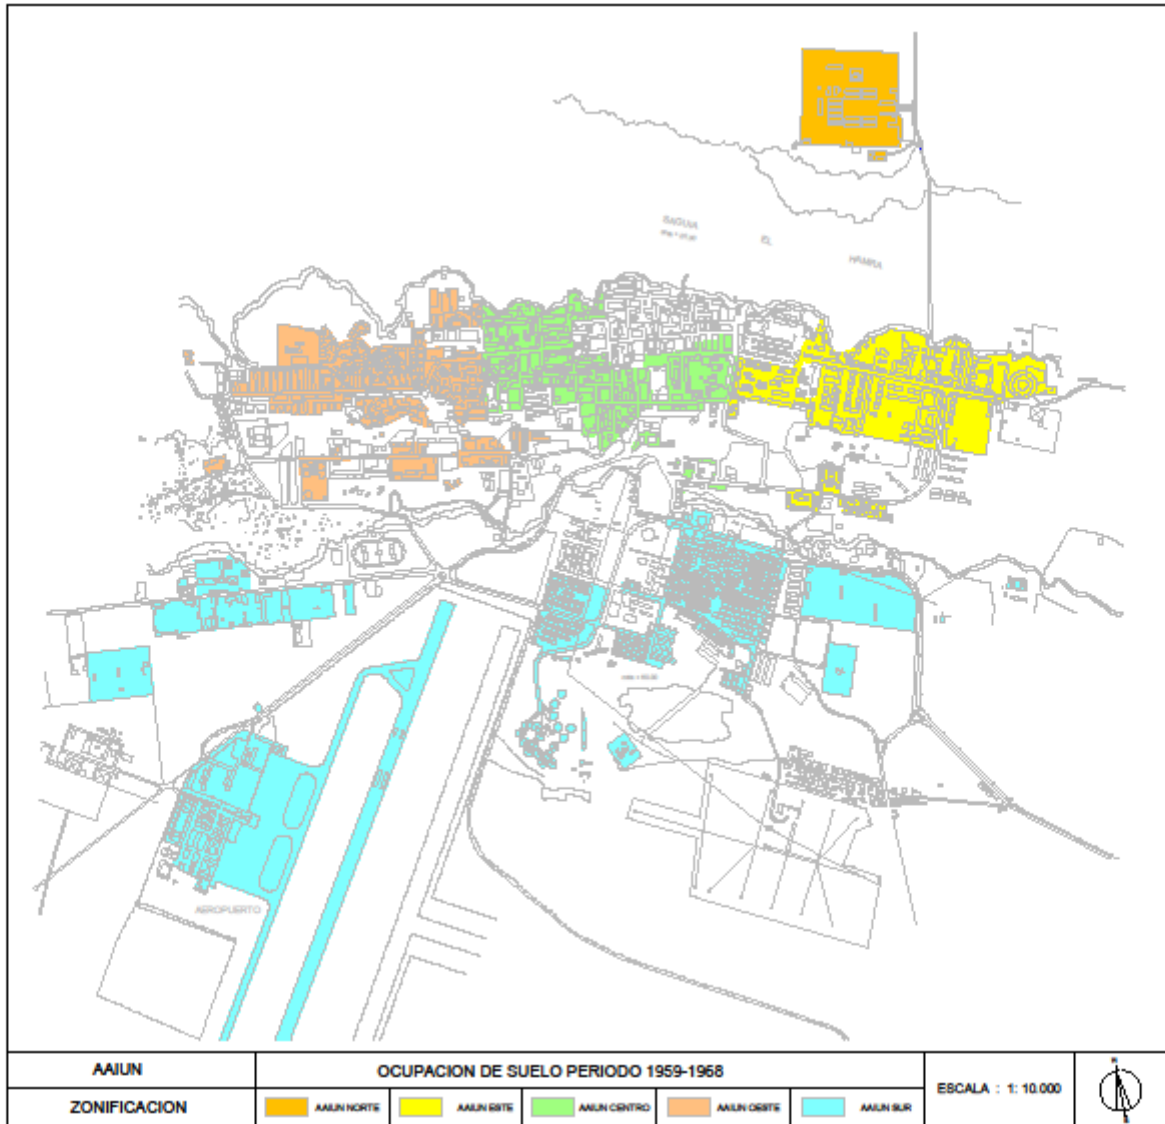 SAGUIA
EL
HAMRA
AEROPUERTO
AAIUN
OCUPACION DE SUELO PERIODO 1959-1968
ESCALA : 1: 10.000
ZONIFICACION
AAIUN NORTE
AAIUN ESTE
AAIUN CENTRO
AAIUN OESTE
AAIUN SUR